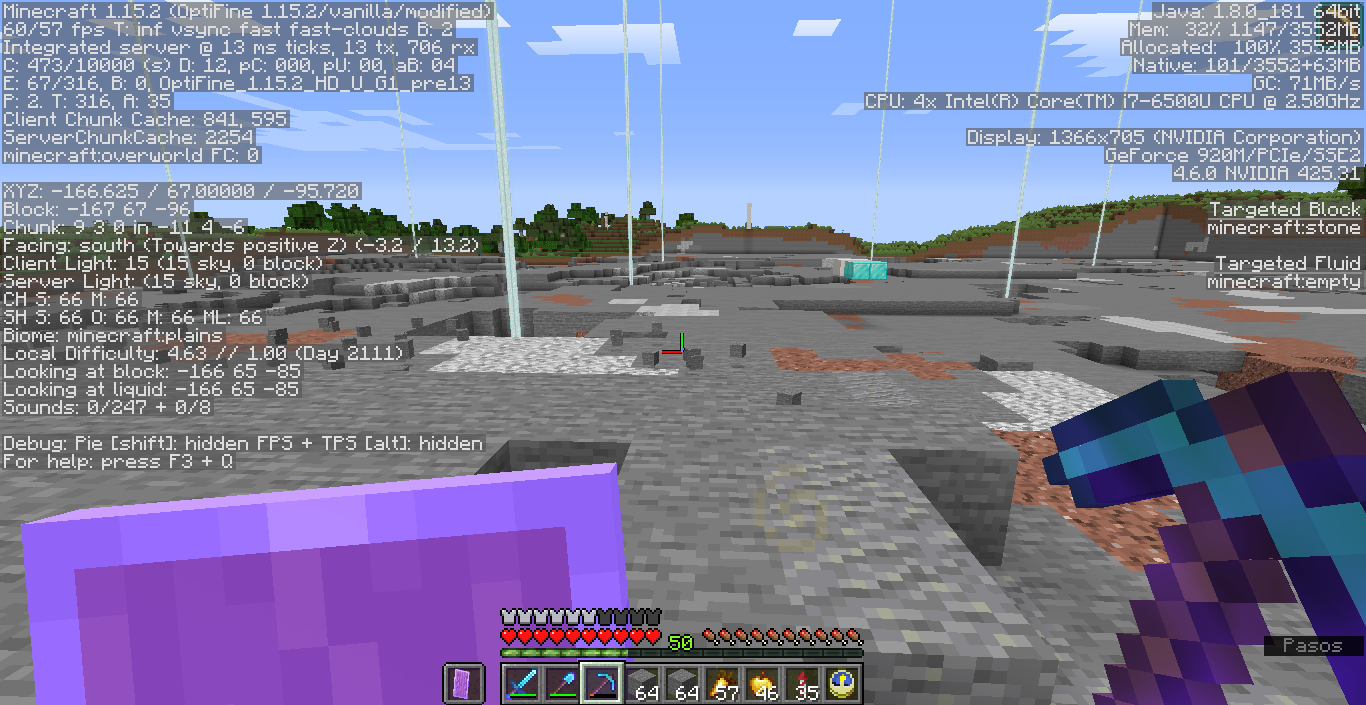 Minecraft 1.15.2 (OptiFine 1.15.2/vanilla/modified)
60/57 fps T: inf vsync fast fast-clouds B: 2
Integrated server @ 13 ms ticks, 13 tx, 706 rx
C: 473/10000 (s) D: 12, pC: 000, pU: 00, aB: 04
E: 67/316, B: 0, OptiFine_1.15.2_HD_U_G1_pre13
P: 2. T: 316, A: 35
Client Chunk Cache: 841, 595
ServerChunkCache: 2254
minecraft:overworld FC: 0
XYZ: -166.625 / 67.00000 / -95.720
Block: -167 67 -96
Chunk: 9 3 0 in -11 4 -6
Facing: south (Towards positive Z) (-3.2 / 13.2)
Client Light: 15 (15 sky, 0 block)
Server Light: (15 sky, 0 block)
CH S: 66 M: 66
SH S: 66 O: 66 M: 66 ML: 66
Biome: minecraft:plains
Local Difficulty: 4.63 // 1.00 (Day 2111)
Looking at block: -166 65 -85
Looking at liquid: -166 65 -85
Sounds: 0/247 + 0/8
Debug: Pie [shift]: hidden FPS + TPS [alt]: hidden
For help: press F3 + Q
Java: 1.8.0_181 64bit
Mem: 32% 1147/3552MB
Allocated: 100% 3552MB
Native: 101/3552+63MB
GC: 71MB/s
CPU: 4x Intel(R) Core(TM) i7-6500U CPU @ 2.50GHz
Display: 1366x705 (NVIDIA Corporation)
GeForce 920M/PCIe/SSE2
4.6.0 NVIDIA 425.31
Targeted Block
minecraft:stone
Targeted Fluid
minecraft:empty
Pasos
50
64 64 57 46 35